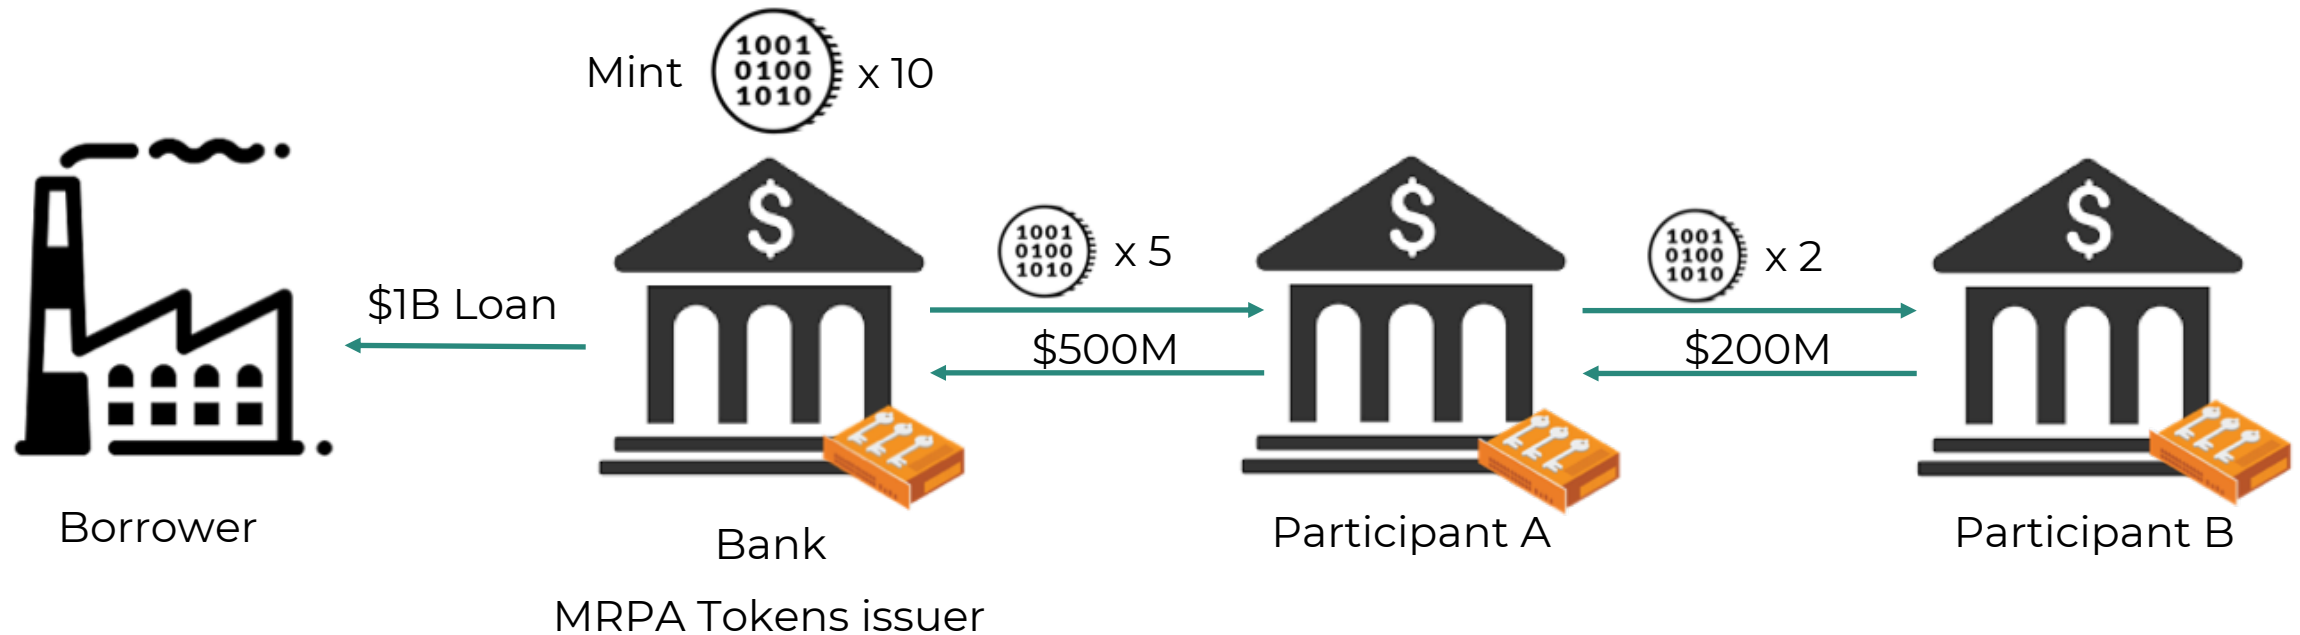 Mint
1001
0100
1010
x 10
$
$
$
1001
0100
1010
x 5
1001
0100
1010
x 2
$1B Loan
$500M
$200M
Borrower
Bank
Participant A
Participant B
MRPA Tokens issuer